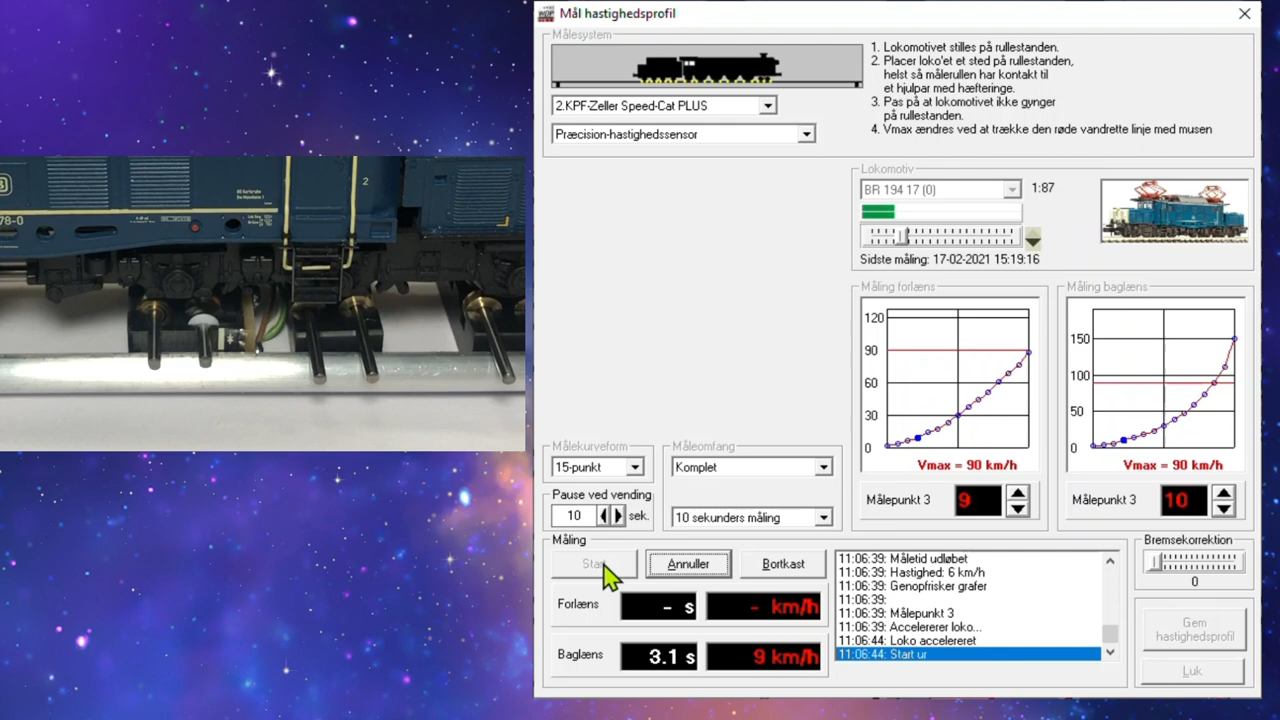 WDP
Mål hastighedsprofil
Målesystem
2.KPF-Zeller Speed-Cat PLUS
Præcision-hastighedssensor
1. Lokomotivet stilles på rullestanden.
2. Placer loko'et et sted på rullestanden,
helst så målerullen har kontakt til
et hjulpar med hæfteringe.
3. Pas på at lokomotivet ikke gynger
på rullestanden.
4. Vmax ændres ved at trække den røde vandrette linje med musen
Lokomotiv
BR 194 17 (0)
1:87
Sidste måling: 17-02-2021 15:19:16
2
78-0
Måling forlæns
120
90
60
30
0
Vmax = 90 km/h
Målepunkt 3
9
Måling baglæns
150
100
50
0
Vmax = 90 km/h
Målepunkt 3
10
Målekurveform
15-punkt
Pause ved vending
10
sek.
Måleomfang
Komplet
10 sekunders måling
Måling
Start
Annuller
Bortkast
Forlæns
- s
- km/h
Baglæns
3.1 s
9 km/h
11:06:39: Måletid udløbet
11:06:39: Hastighed: 6 km/h
11:06:39: Genopfrisker grafer
11:06:39:
11:06:39: Målepunkt 3
11:06:39: Accelererer loko...
11:06:44: Loko accelereret
11:06:44: Start ur
Bremsekorrektion
0
Gem
hastighedsprofil
Luk